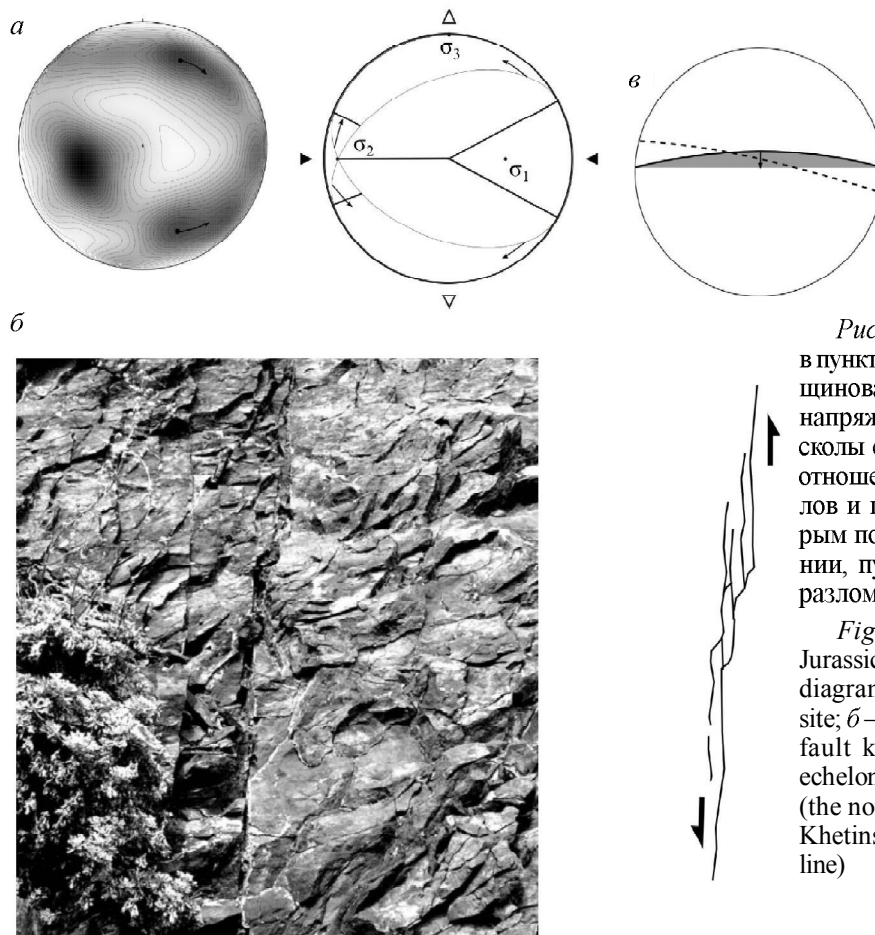 а
σ3
σ2
σ1
в
б
Рис
в пункт
щинова
напряж
сколы с
отноше
лов и п
рым по
нии, пу
разлом
Fig
Jurassic
diagran
site; б –
fault k
echelon
(the no
Khetins
line)